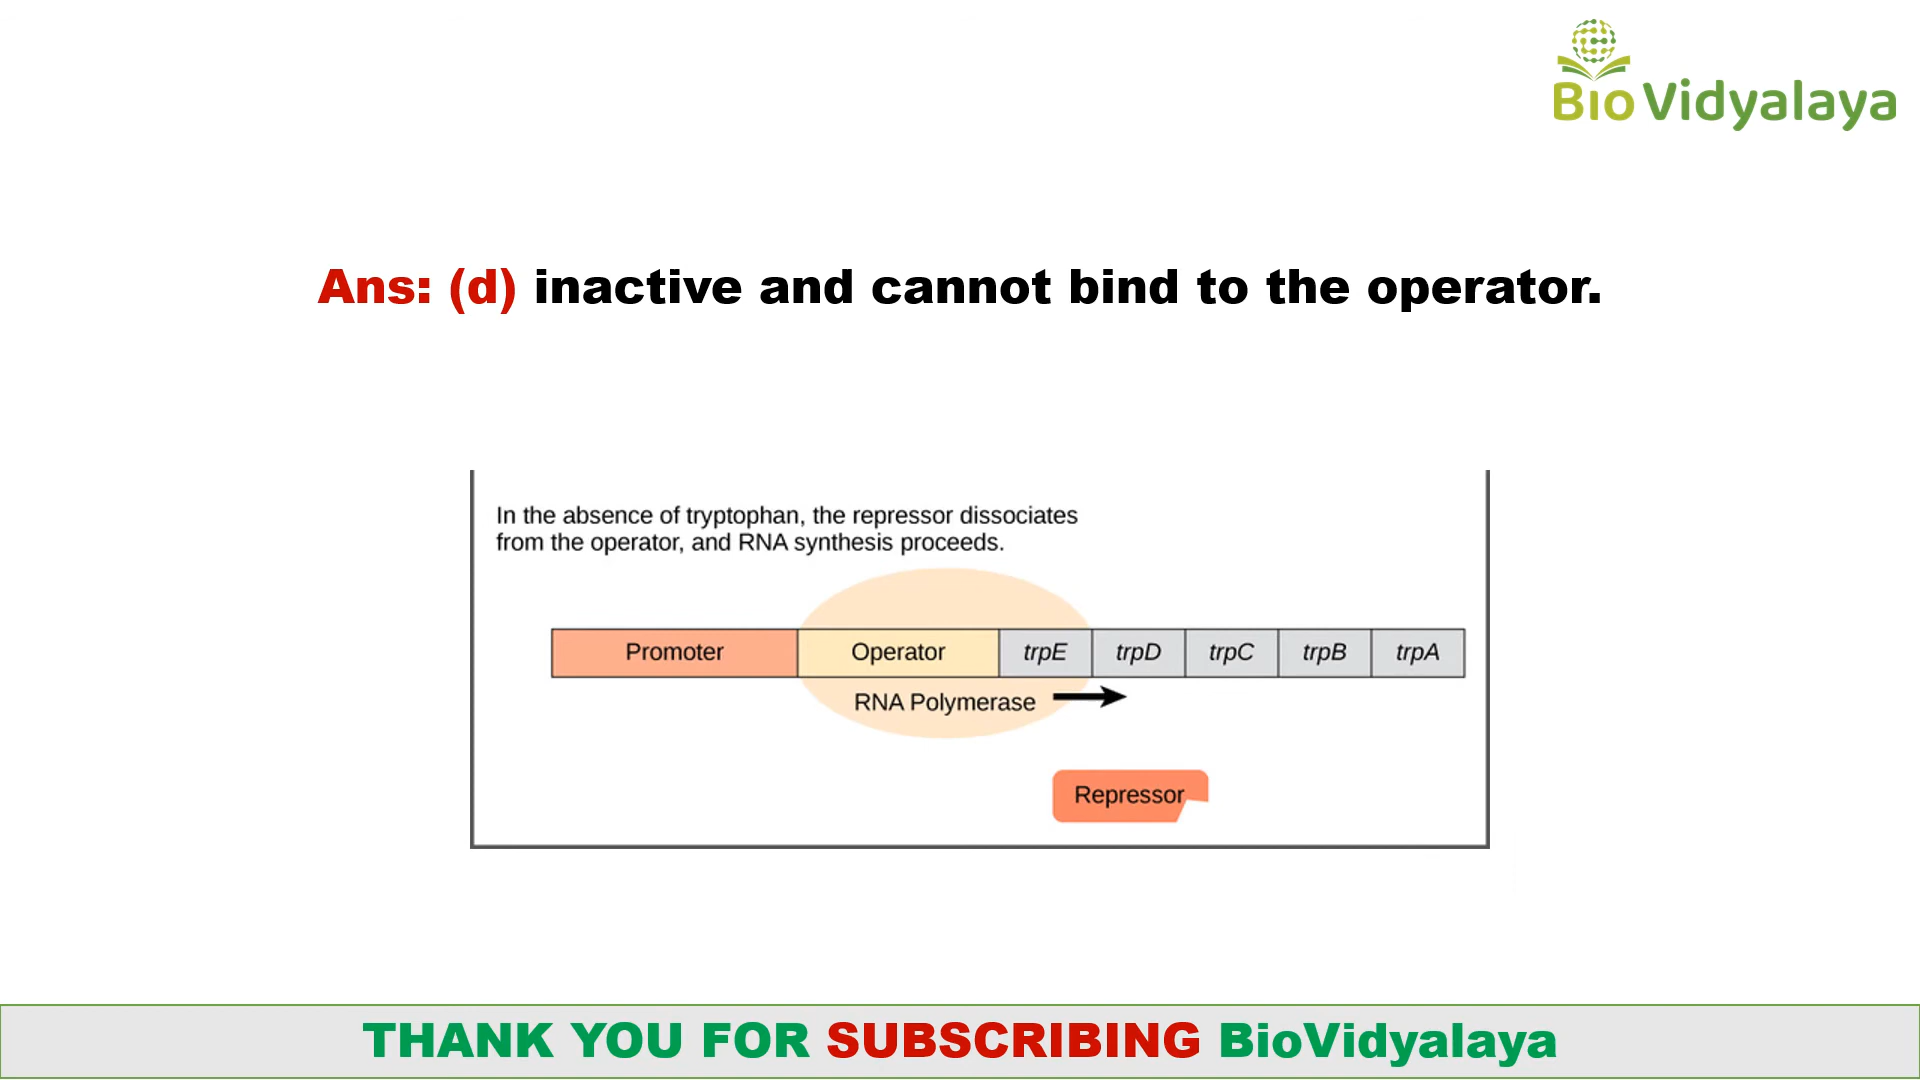 Bio Vidyalaya
Ans: (d) inactive and cannot bind to the operator.
In the absence of tryptophan, the repressor dissociates
from the operator, and RNA synthesis proceeds.
Promoter Operator trpE trpD trpC trpB trpA
RNA Polymerase
Repressor
THANK YOU FOR SUBSCRIBING BioVidyalaya